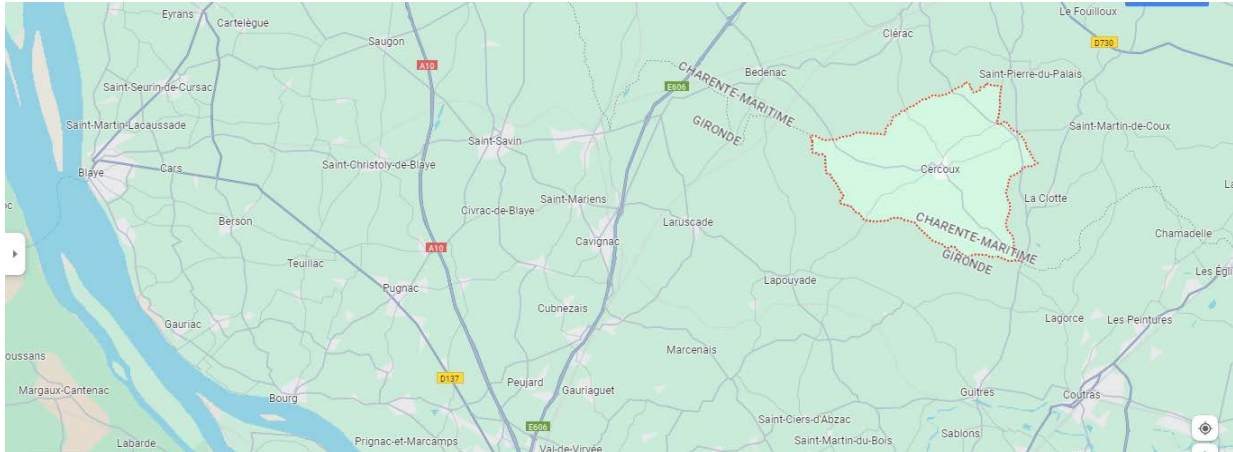 Eyrans
Cartelègue
Le Fouilloux
Saugon
Clérac
D730
A10
CHARENTE-MARITIME
Bedenac
Saint-Pierre-du-Palais
Saint-Seurin-de-Cursac
E606
GIRONDE
Saint-Martin-Lacaussade
Saint-Martin-de-Coux
Saint-Savin
Saint-Christoly-de-Blaye
Cars
Blaye
Cercoux
La Clotte
Saint-Mariens
Civrac-de-Blaye
Berson
Laruscade
CHARENTE-MARITIME
Chamadelle
Cavignac
A10
GIRONDE
Teuillac
Les Égl
Pugnac
Lapouyade
Cubnezais
Gauriac
Lagorce
Les Peintures
oussans
Marcenais
D137
Peujard
Margaux-Cantenac
Gauriaguet
Guîtres
Coutras
Bourg
Saint-Ciers-d'Abzac
E606
Sablons
Labarde
Prignac-et-Marcamps
Val-de-Virvée
Saint-Martin-du-Bois